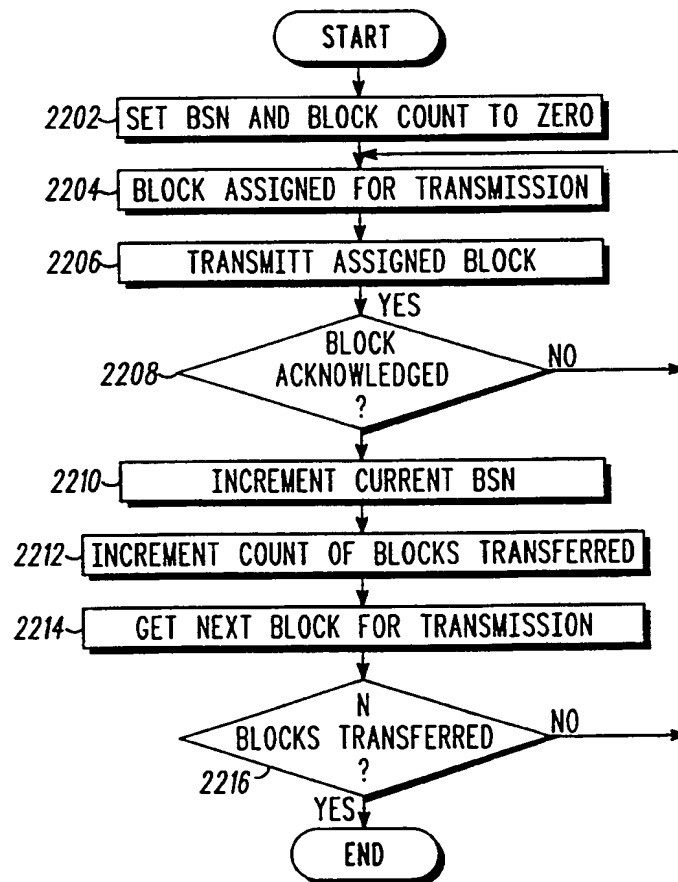 START
2202
SET BSN AND BLOCK COUNT TO ZERO
2204
BLOCK ASSIGNED FOR TRANSMISSION
2206
TRANSMITT ASSIGNED BLOCK
YES
2208
BLOCK
ACKNOWLEDGED
?
NO
2210
INCREMENT CURRENT BSN
2212
INCREMENT COUNT OF BLOCKS TRANSFERRED
2214
GET NEXT BLOCK FOR TRANSMISSION
N
BLOCKS TRANSFERRED
?
NO
2216
YES
END